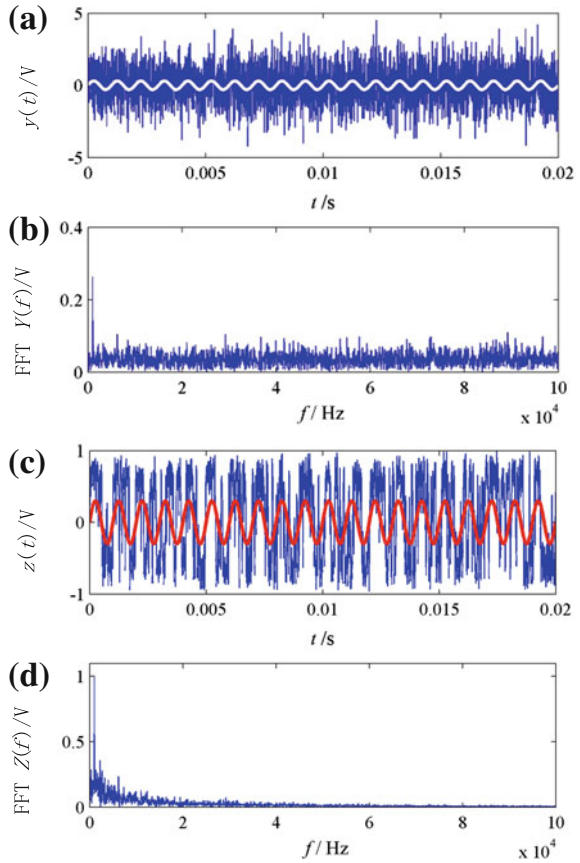 (a)
y(t)/V
5
0
-5
0 0.005 0.01 0.015 0.02
t/s
(b)
FFT Y(f)/V
0.4
0.2
0
0 2 4 6 8 10
f/Hz
x 10^4
(c)
z(t)/V
1
0
-1
0 0.005 0.01 0.015 0.02
t/s
(d)
FFT Z(f)/V
1
0.5
0
0 2 4 6 8 10
f/Hz
x 10^4